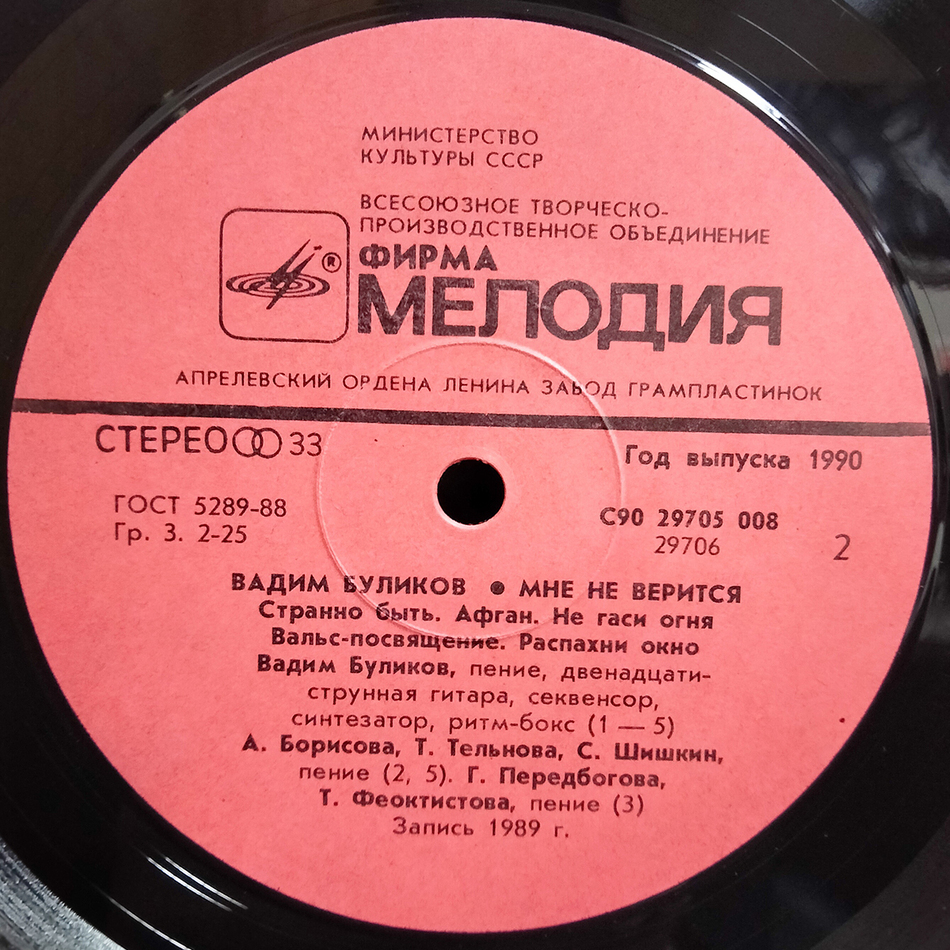 МИНИСТЕРСТВО
КУЛЬТУРЫ СССР
ВСЕСОЮЗНОЕ ТВОРЧЕСКО-
ПРОИЗВОДСТВЕННОЕ ОБЪЕДИНЕНИЕ
®
ФИРМА
МЕЛОДИЯ
АПРЕЛЕВСКИЙ ОРДЕНА ЛЕНИНА ЗАВОД ГРАМПЛАСТИНОК
СТЕРЕО 33
Год выпуска 1990
ГОСТ 5289-88
Гр. 3. 2-25
С90 29705 008
29706
2
ВАДИМ БУЛИКОВ ● МНЕ НЕ ВЕРИТСЯ
Странно быть. Афган. Не гаси огня
Вальс-посвящение. Распахни окно
Вадим Буликов, пение, двенадцати-
струнная гитара, секвенсор,
синтезатор, ритм-бокс (1 — 5)
А. Борисова, Т. Тельнова, С. Шишкин,
пение (2, 5). Г. Передбогова,
Т. Феоктистова, пение (3)
Запись 1989 г.